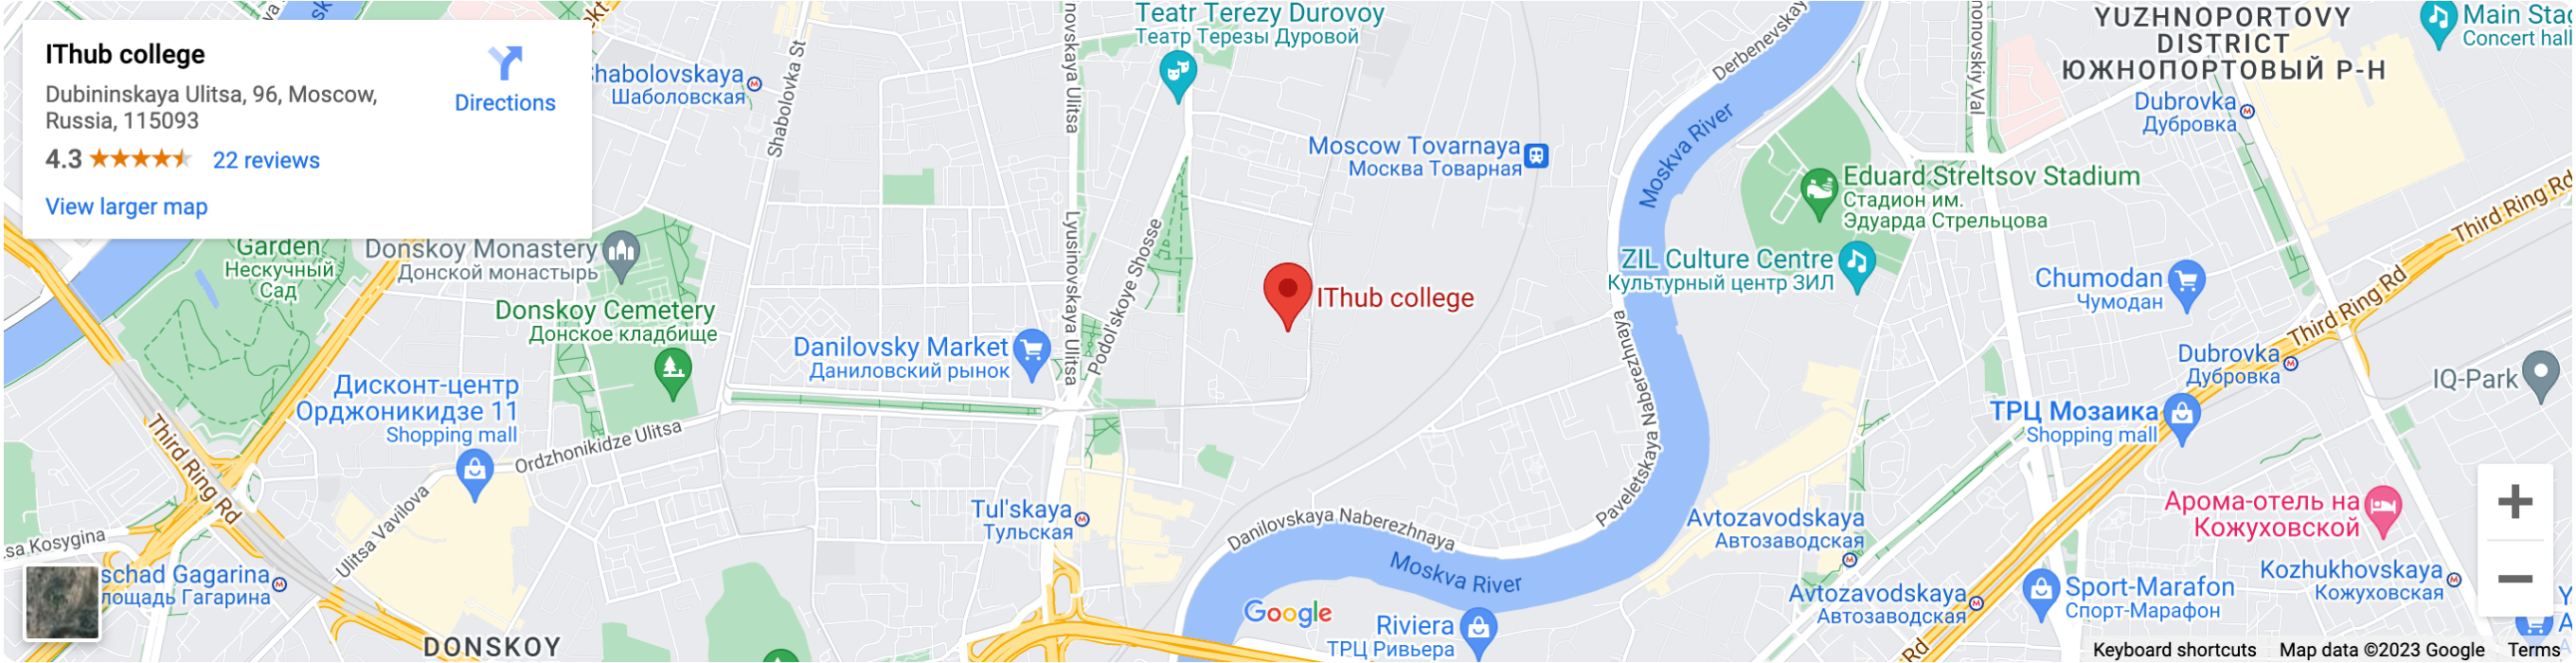 IThub college
Dubininskaya Ulitsa, 96, Moscow,
Russia, 115093
4.3
22 reviews
View larger map
Directions
Shabolovka St
Шаболовская
Teatr Terezy Durovoy
Театр Терезы Дуровой
Lyusinovskaya Ulitsa
Podol'skoye Shosse
Moscow Tovarnaya
Москва Товарная
Moskva River
YUZHNOPORTOVY
DISTRICT
ЮЖНОПОРТОВЫЙ Р-Н
Concert hall
Dubrovka
Дубровка
Eduard Streltsov Stadium
Стадион им.
Эдуарда Стрельцова
Third Ring Rd
Garden
Нескучный
Сад
Donskoy Monastery
Донской монастырь
Donskoy Cemetery
Донское кладбище
IThub college
ZIL Culture Centre
Культурный центр ЗИЛ
Chumodan
Чумодан
Third Ring Rd
Danilovsky Market
Даниловский рынок
Дисконт-центр
Орджоникидзе 11
Shopping mall
Ordzhonikidze Ulitsa
Dubrovka
Дубровка
IQ-Park
ТРЦ Мозаика
Shopping mall
Third Ring Rd
Ulitsa Vavilova
Paveletskaya Naberezhnaya
Danilovskaya Naberezhnaya
Tul'skaya
Тульская
Avtozavodskaya
Автозаводская
Арома-отель на
Кожуховской
Kosygina
Gagarina
Гагарина
Moskva River
Avtozavodskaya
Автозаводская
Sport-Marafon
Спорт-Марафон
Kozhukhovskaya
Кожуховская
DONSKOY
Google
Riviera
ТРЦ Ривьера
Rd
Keyboard shortcuts
Map data ©2023 Google
Terms